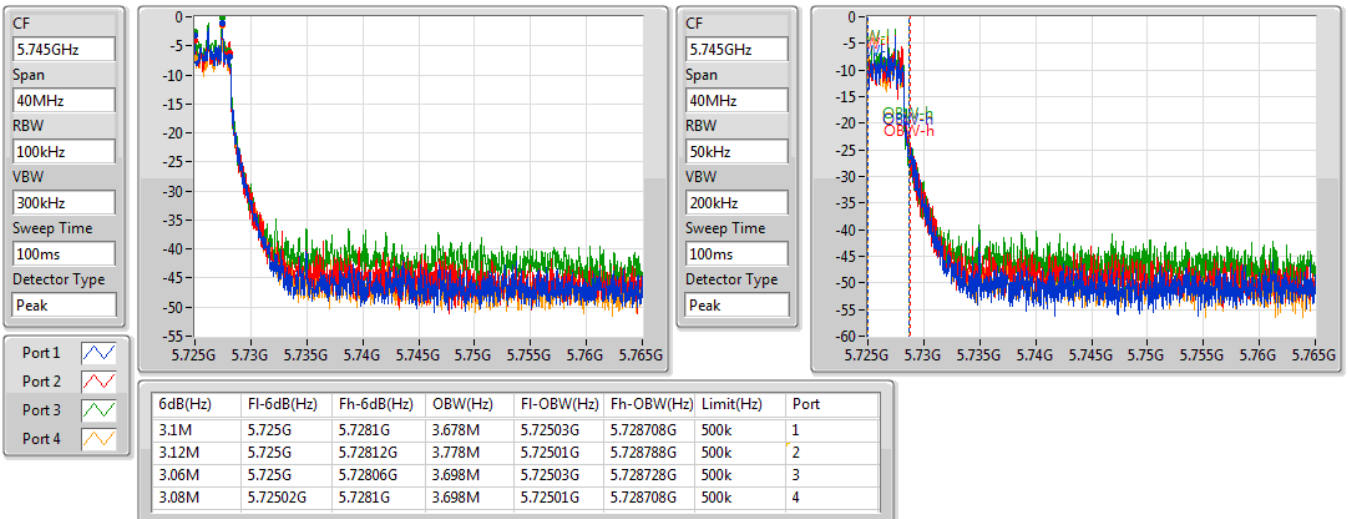 CF
5.745GHz
Span
40MHz
RBW
100kHz
VBW
300kHz
Sweep Time
100ms
Detector Type
Peak
0
-5
-10
-15
-20
-25
-30
-35
-40
-45
-50
-55
5.725G 5.73G 5.735G 5.74G 5.745G 5.75G 5.755G 5.76G 5.765G
CF
5.745GHz
Span
40MHz
RBW
50kHz
VBW
200kHz
Sweep Time
100ms
Detector Type
Peak
0
-5
-10
-15
-20
-25
-30
-35
-40
-45
-50
-55
-60
OBW-h
OBW-h
OBW-h
5.725G 5.73G 5.735G 5.74G 5.745G 5.75G 5.755G 5.76G 5.765G
Port 1
Port 2
Port 3
Port 4
6dB(Hz) Fl-6dB(Hz) Fh-6dB(Hz) OBW(Hz) Fl-OBW(Hz) Fh-OBW(Hz) Limit(Hz) Port
3.1M 5.725G 5.7281G 3.678M 5.72503G 5.728708G 500k 1
3.12M 5.725G 5.72812G 3.778M 5.72501G 5.728788G 500k 2
3.06M 5.725G 5.72806G 3.698M 5.72503G 5.728728G 500k 3
3.08M 5.72502G 5.7281G 3.698M 5.72501G 5.728708G 500k 4